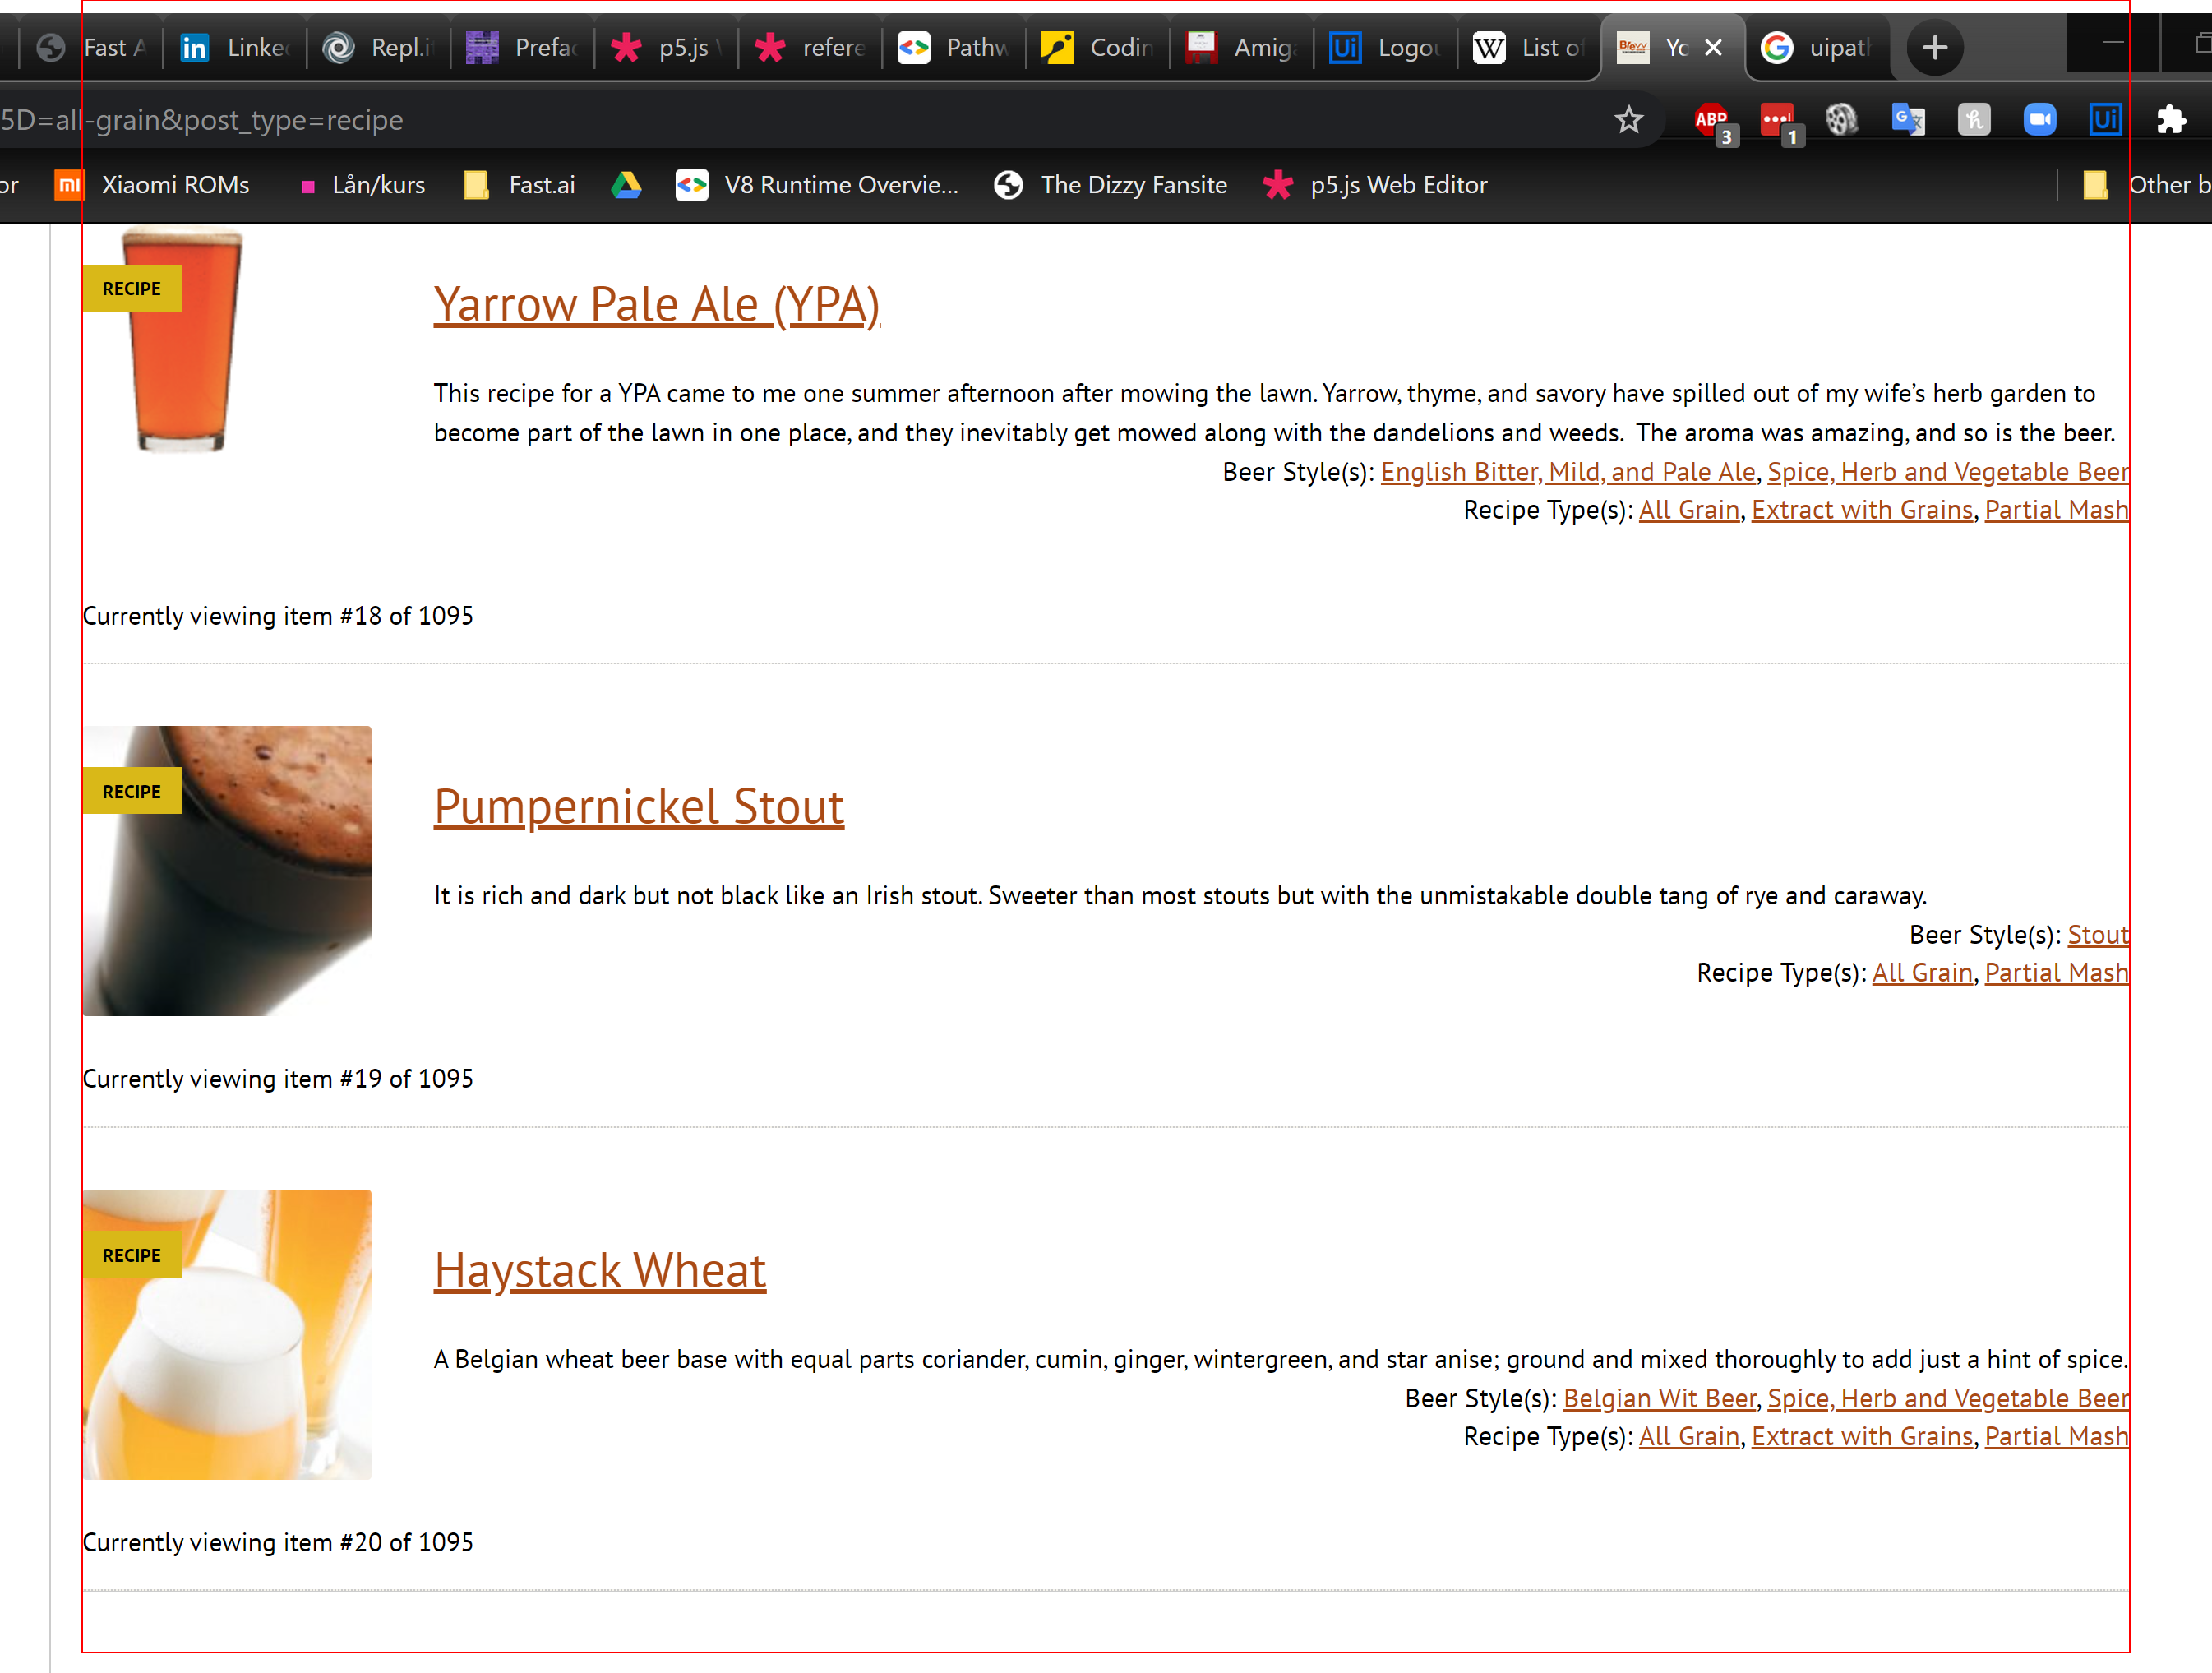 Fast A Linke Repl.i Prefac p5.js refere Pathw Codin Amiga Logou List of Yo uipath
5D=all-grain&post_type=recipe
ABP 3 1
or Xiaomi ROMs Lån/kurs Fast.ai V8 Runtime Overvie... The Dizzy Fansite p5.js Web Editor Other b
RECIPE
Yarrow Pale Ale (YPA)
This recipe for a YPA came to me one summer afternoon after mowing the lawn. Yarrow, thyme, and savory have spilled out of my wife’s herb garden to
become part of the lawn in one place, and they inevitably get mowed along with the dandelions and weeds.  The aroma was amazing, and so is the beer.
Beer Style(s): English Bitter, Mild, and Pale Ale, Spice, Herb and Vegetable Beer
Recipe Type(s): All Grain, Extract with Grains, Partial Mash
Currently viewing item #18 of 1095
RECIPE
Pumpernickel Stout
It is rich and dark but not black like an Irish stout. Sweeter than most stouts but with the unmistakable double tang of rye and caraway.
Beer Style(s): Stout
Recipe Type(s): All Grain, Partial Mash
Currently viewing item #19 of 1095
RECIPE
Haystack Wheat
A Belgian wheat beer base with equal parts coriander, cumin, ginger, wintergreen, and star anise; ground and mixed thoroughly to add just a hint of spice.
Beer Style(s): Belgian Wit Beer, Spice, Herb and Vegetable Beer
Recipe Type(s): All Grain, Extract with Grains, Partial Mash
Currently viewing item #20 of 1095